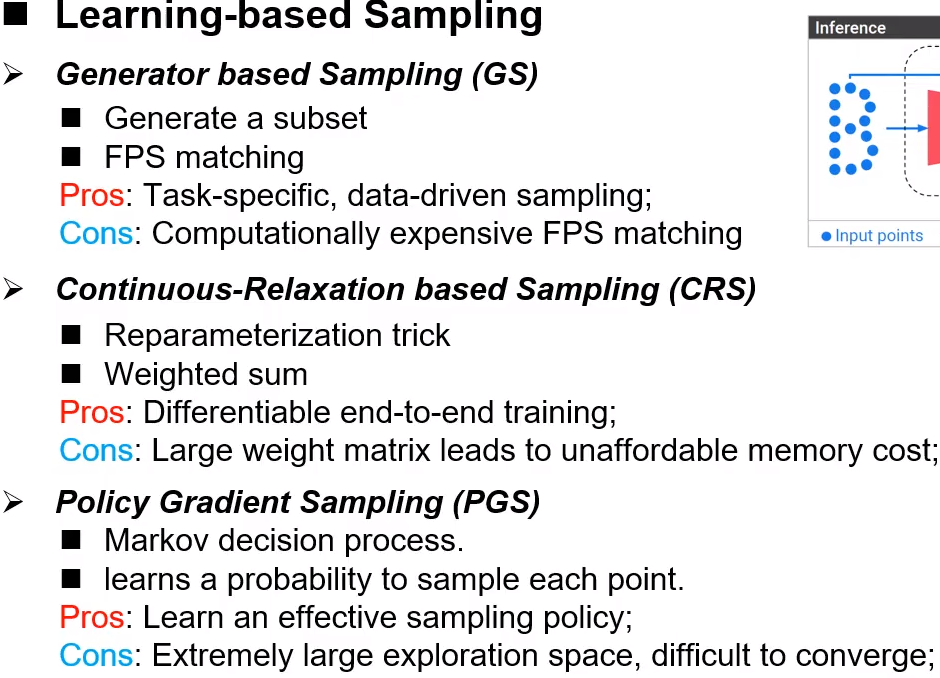 ■ Learning-based Sampling
➢ Generator based Sampling (GS)
■ Generate a subset
■ FPS matching
Pros: Task-specific, data-driven sampling;
Cons: Computationally expensive FPS matching
Inference
Input points
➢ Continuous-Relaxation based Sampling (CRS)
■ Reparameterization trick
■ Weighted sum
Pros: Differentiable end-to-end training;
Cons: Large weight matrix leads to unaffordable memory cost;
➢ Policy Gradient Sampling (PGS)
■ Markov decision process.
■ learns a probability to sample each point.
Pros: Learn an effective sampling policy;
Cons: Extremely large exploration space, difficult to converge;